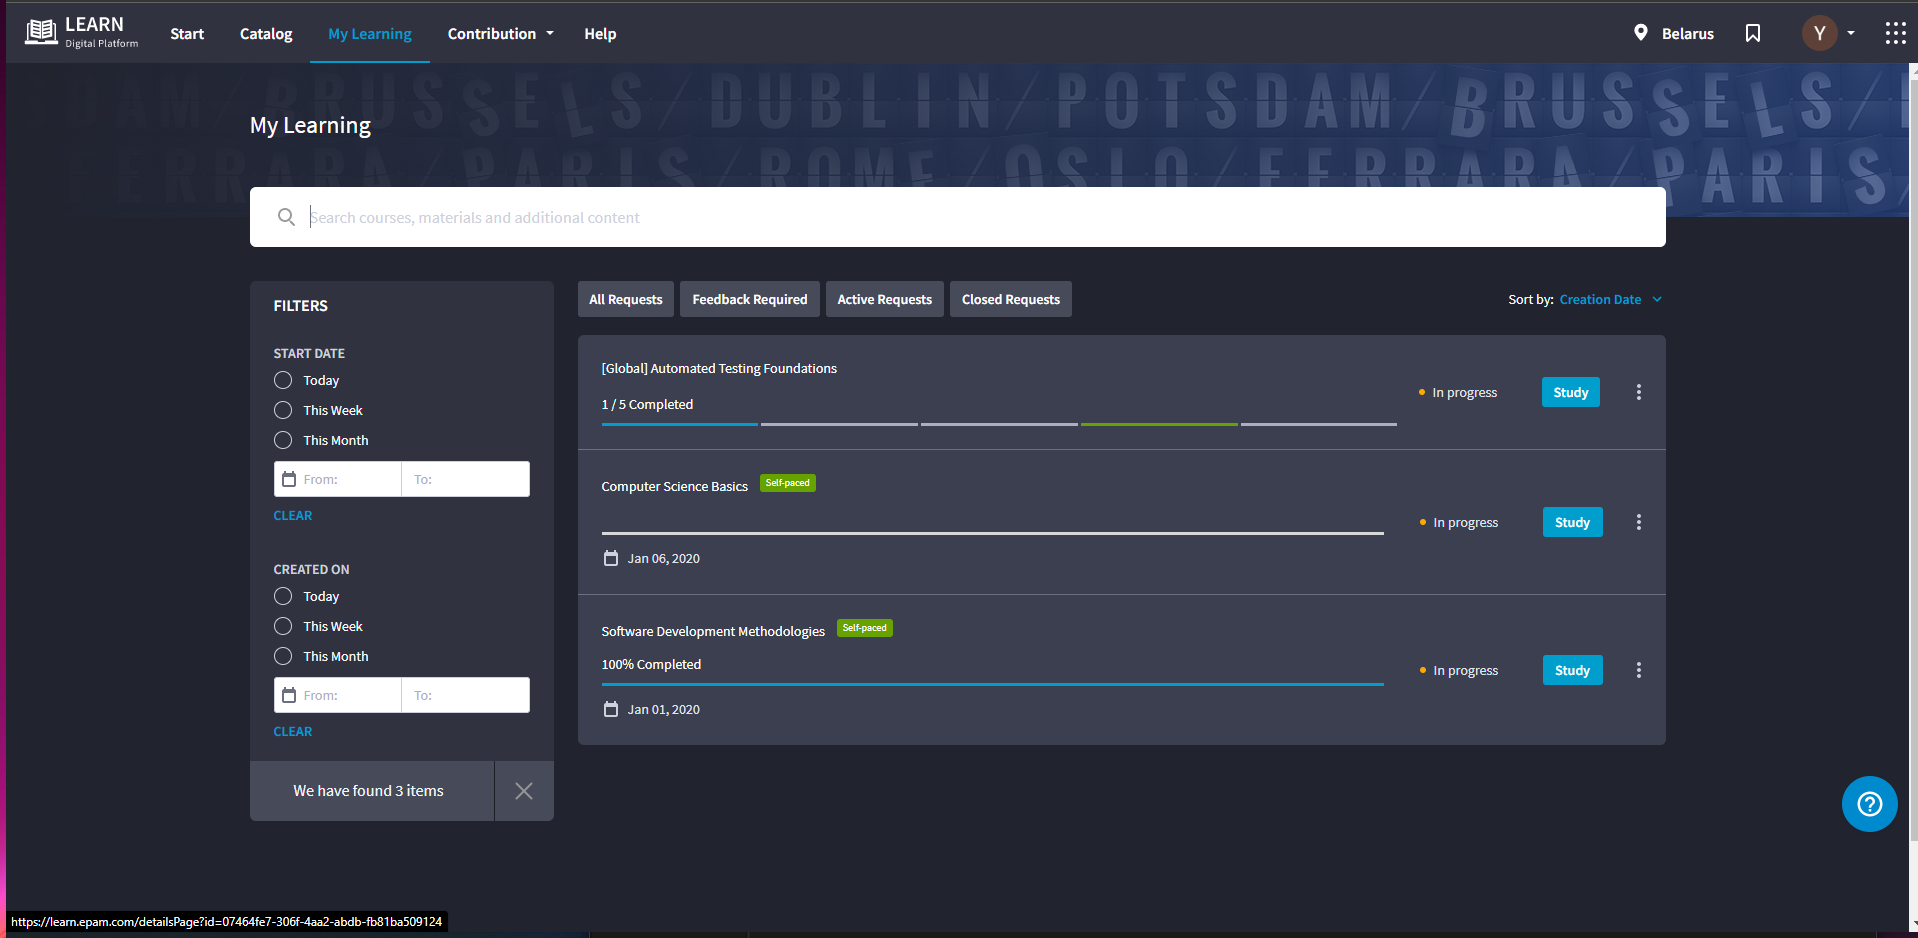 LEARN
Digital Platform
Start
Catalog
My Learning
Contribution
Help
Belarus
Y
DAM/BRUSSELS/DUBLIN/POTSDAM/BRUSSELS/
FERRARA/PARIS/ROME/OSLO/FERRARA/PARIS
My Learning
Search courses, materials and additional content
FILTERS
START DATE
Today
This Week
This Month
From:
To:
CLEAR
CREATED ON
Today
This Week
This Month
From:
To:
CLEAR
We have found 3 items
All Requests
Feedback Required
Active Requests
Closed Requests
Sort by: Creation Date
[Global] Automated Testing Foundations
1 / 5 Completed
In progress
Study
Computer Science Basics
Self-paced
In progress
Study
Jan 06, 2020
Software Development Methodologies
Self-paced
100% Completed
In progress
Study
Jan 01, 2020
https://learn.epam.com/detailsPage?id=07464fe7-306f-4aa2-abdb-fb81ba509124